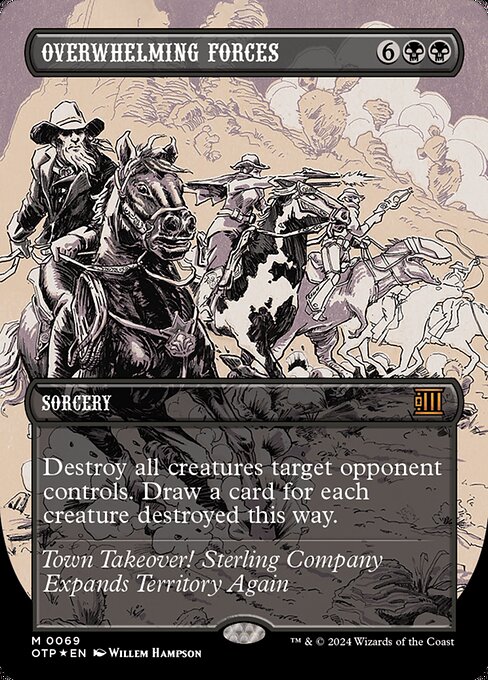 OVERWHELMING FORCES 6
SORCERY
Destroy all creatures target opponent
controls. Draw a card for each
creature destroyed this way.
Town Takeover! Sterling Company
Expands Territory Again
M 0069
OTP★EN Willem Hampson
™ & © 2024 Wizards of the Coast